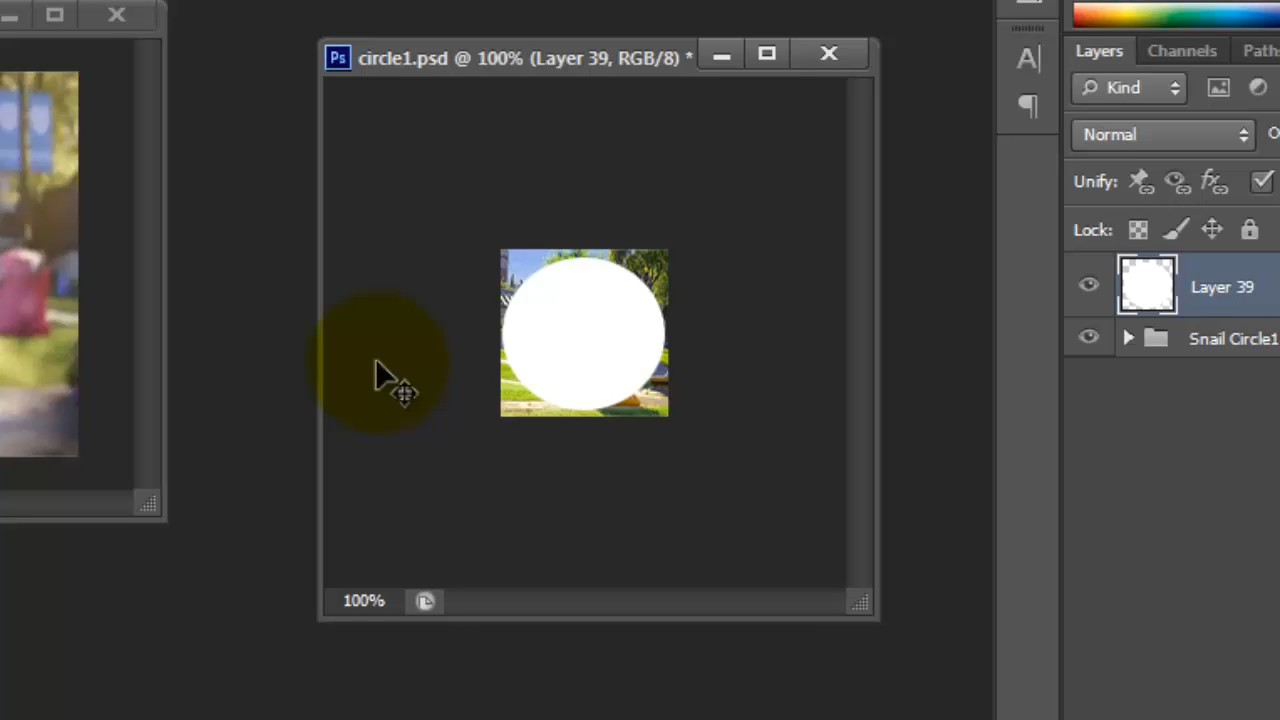 Ps circle1.psd @ 100% (Layer 39, RGB/8) *
100%
A
Layers Channels Path
Kind
Normal
Unify:
Lock:
Layer 39
Snail Circle1